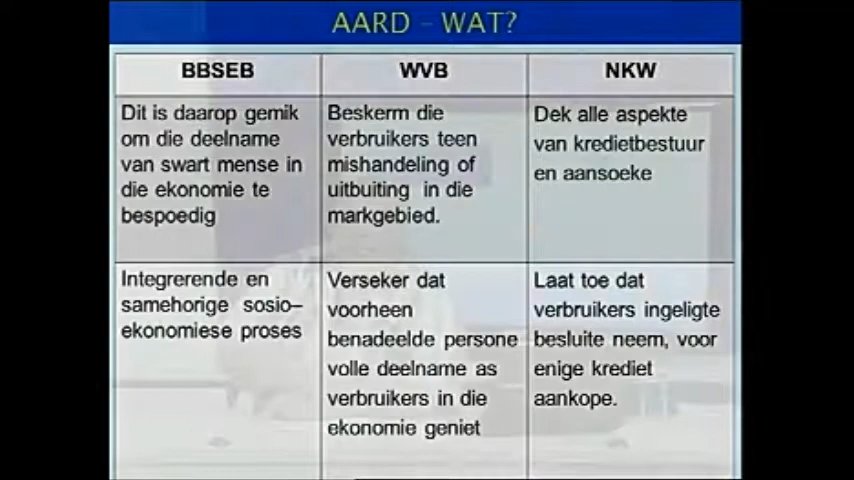 AARD – WAT?
BBSEB
WVB
NKW
Dit is daarop gemik
om die deelname
van swart mense in
die ekonomie te
bespoedig
Beskerm die
verbruikers teen
mishandeling of
uitbuiting in die
markgebied.
Dek alle aspekte
van kredietbestuur
en aansoeke
Integrerende en
samehorige sosio–
ekonomiese proses
Verseker dat
voorheen
benadeelde persone
volle deelname as
verbruikers in die
ekonomie geniet
Laat toe dat
verbruikers ingeligte
besluite neem, voor
enige krediet
aankope.